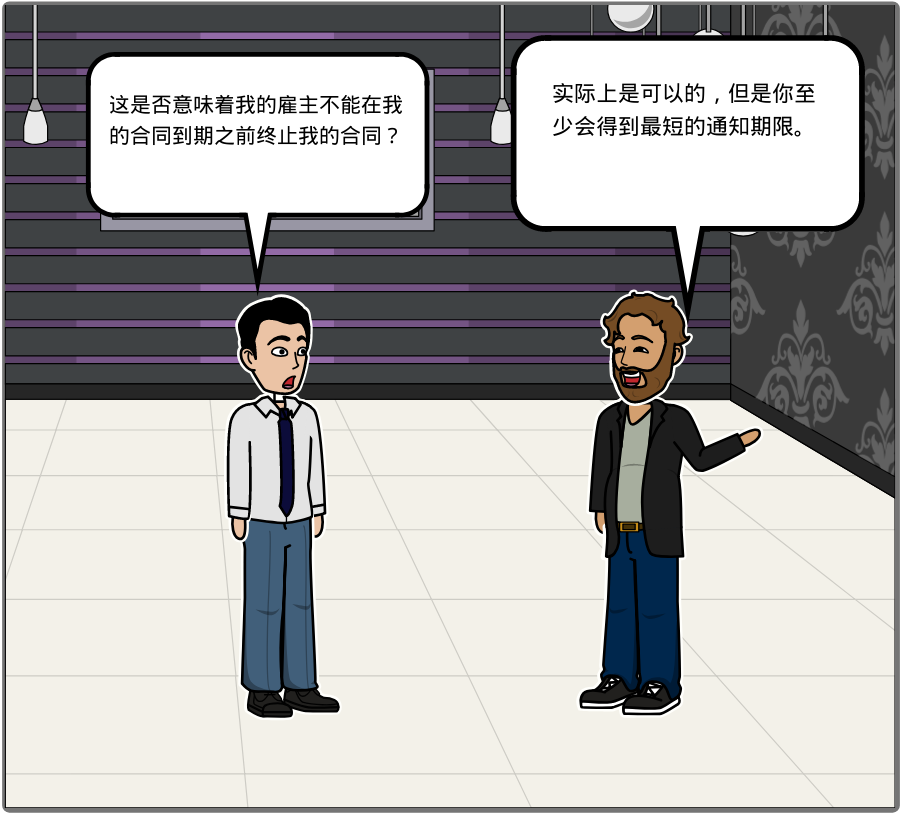 这是否意味着我的雇主不能在我
的合同到期之前终止我的合同？
实际上是可以的，但是你至
少会得到最短的通知期限。